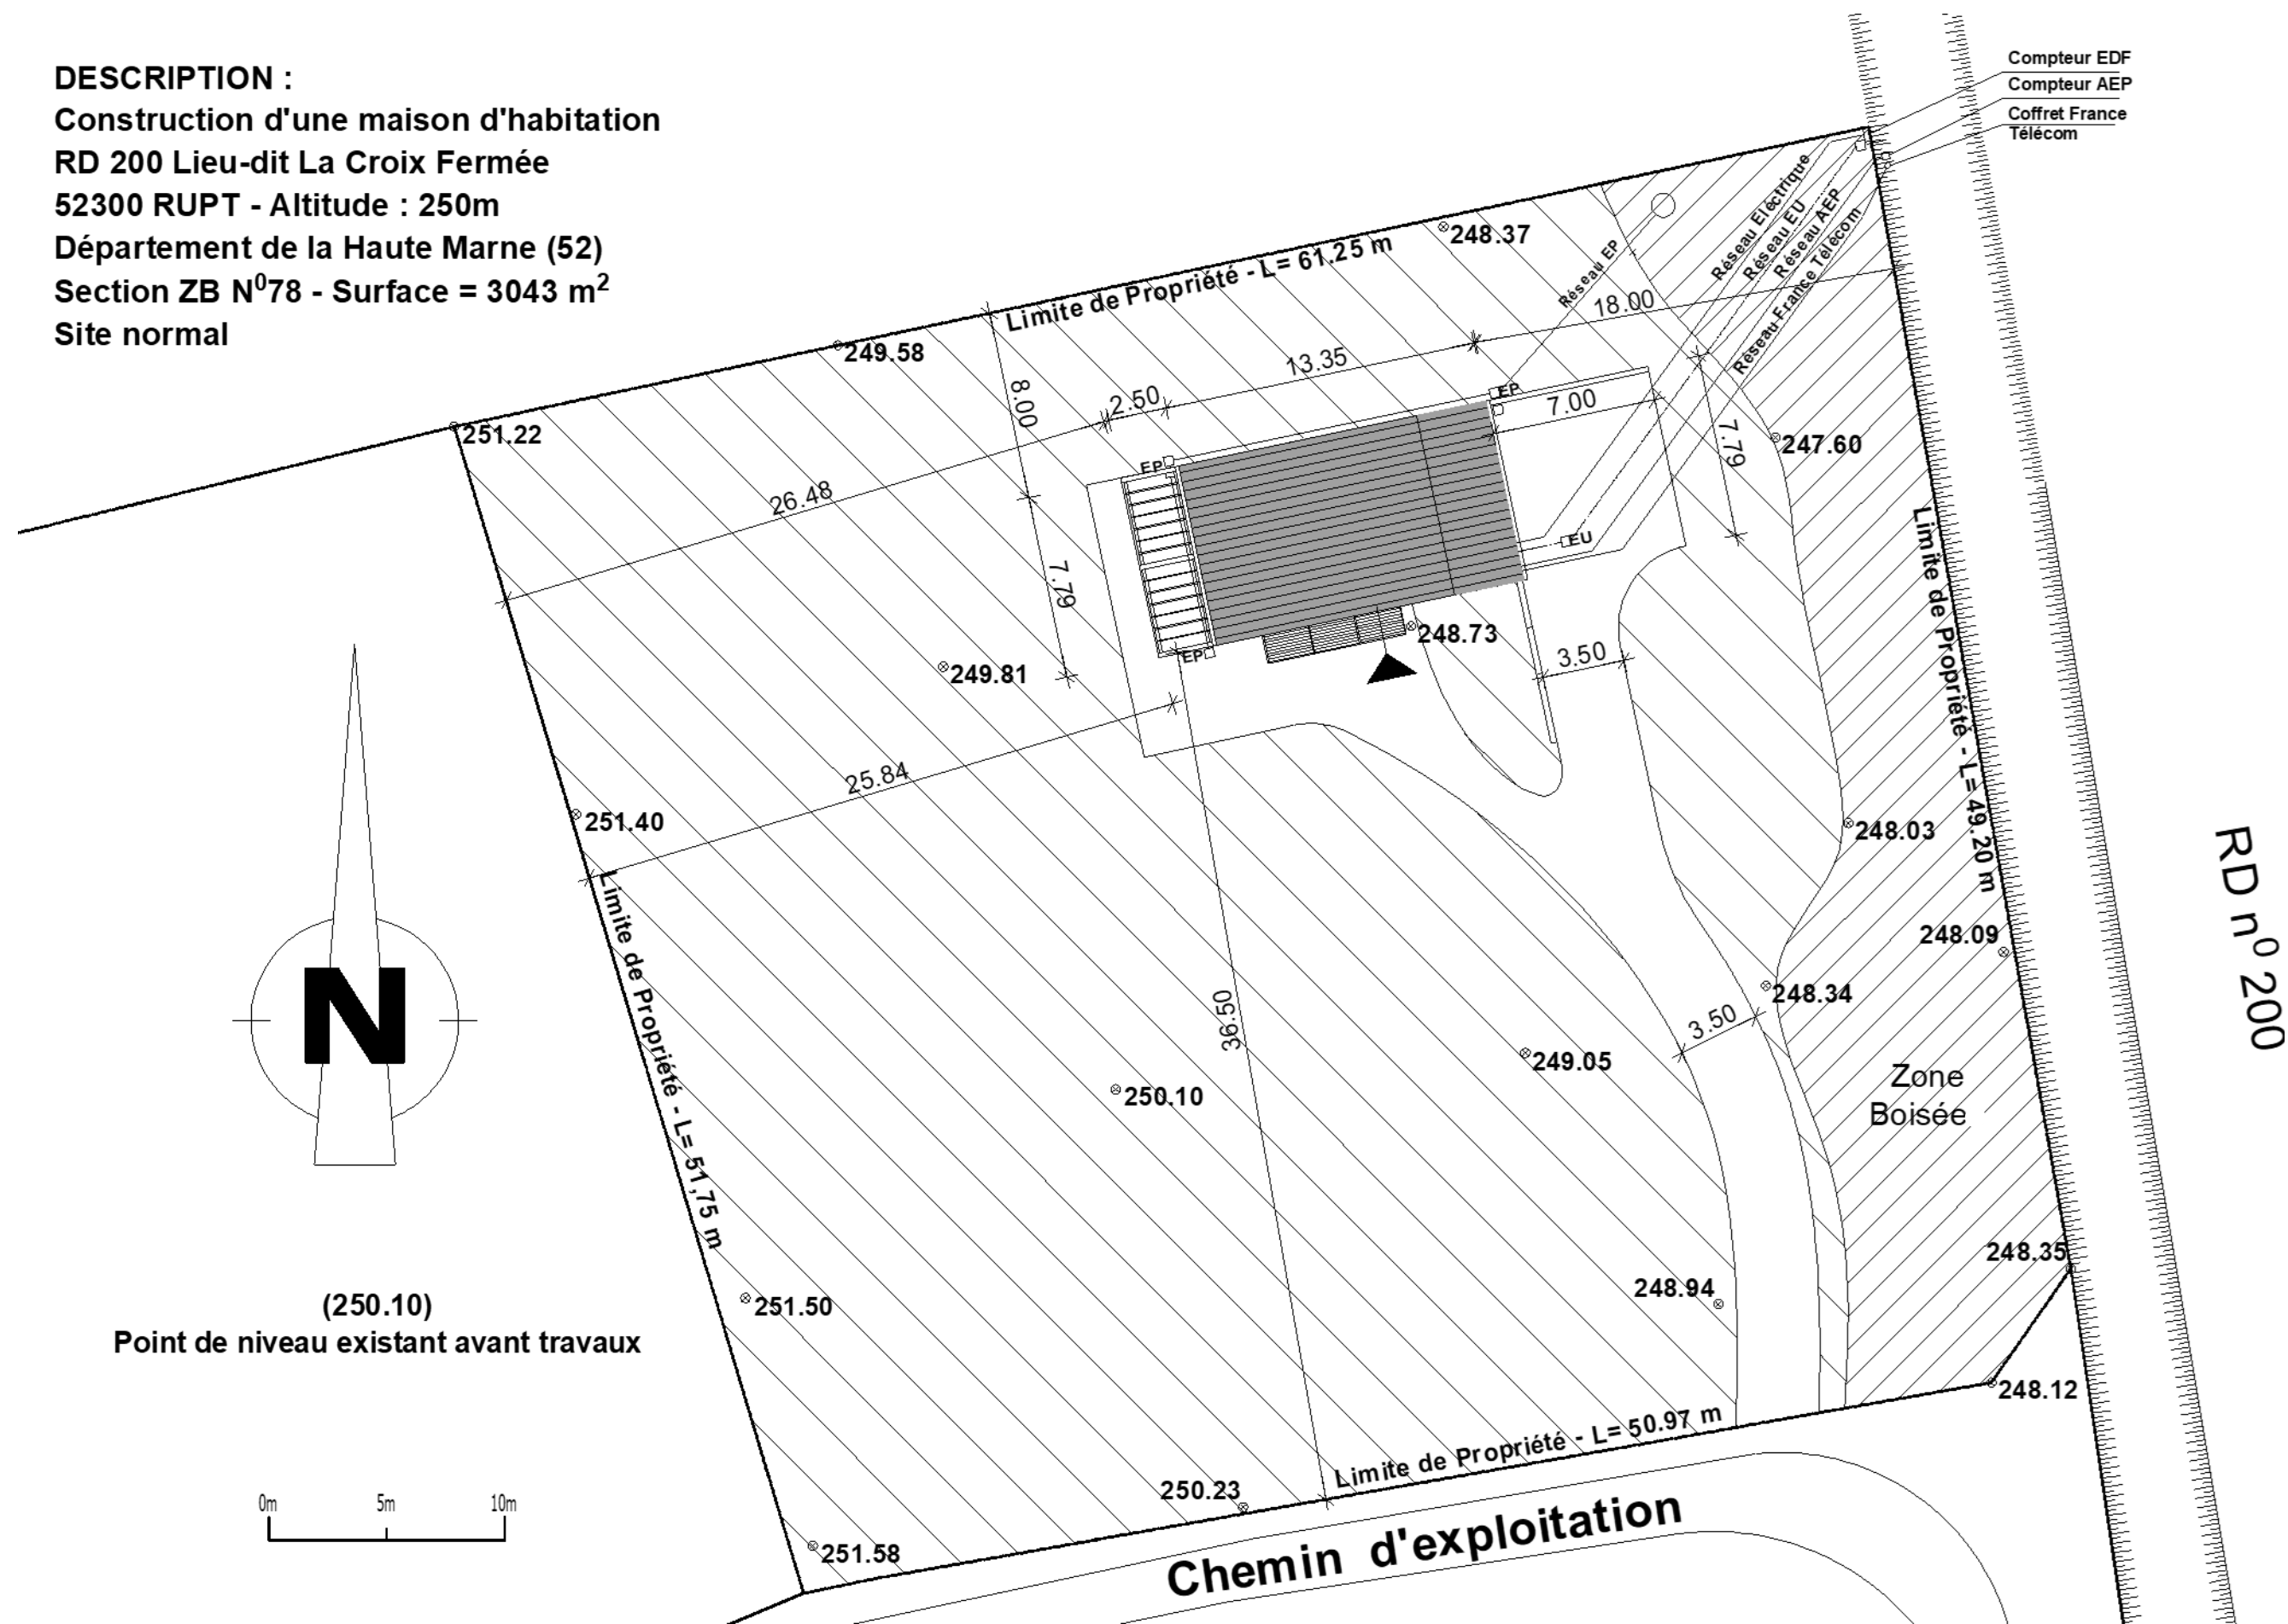 DESCRIPTION :
Construction d'une maison d'habitation
RD 200 Lieu-dit La Croix Fermée
52300 RUPT - Altitude : 250m
Département de la Haute Marne (52)
Section ZB N⁰78 - Surface = 3043 m²
Site normal
Compteur EDF
Compteur AEP
Coffret France
Télécom
Réseau Electrique
Réseau EU
Réseau AEP
Réseau France Télécom
Réseau EP
248.37
Limite de Propriété - L= 61.25 m
18.00
249.58
13.35
8.00
2.50
EP
7.00
251.22
7.79
247.60
EP
26.48
EU
7.79
Limite de Propriété - L= 49.20 m
248.73
EP
3.50
249.81
25.84
251.40
248.03
RD n⁰ 200
248.09
Limite de Propriété - L= 51,75 m
N
248.34
36.50
3.50
249.05
Zone
Boisée
250.10
248.35
248.94
(250.10)
Point de niveau existant avant travaux
251.50
248.12
Limite de Propriété - L= 50.97 m
250.23
0m 5m 10m
251.58
Chemin d'exploitation